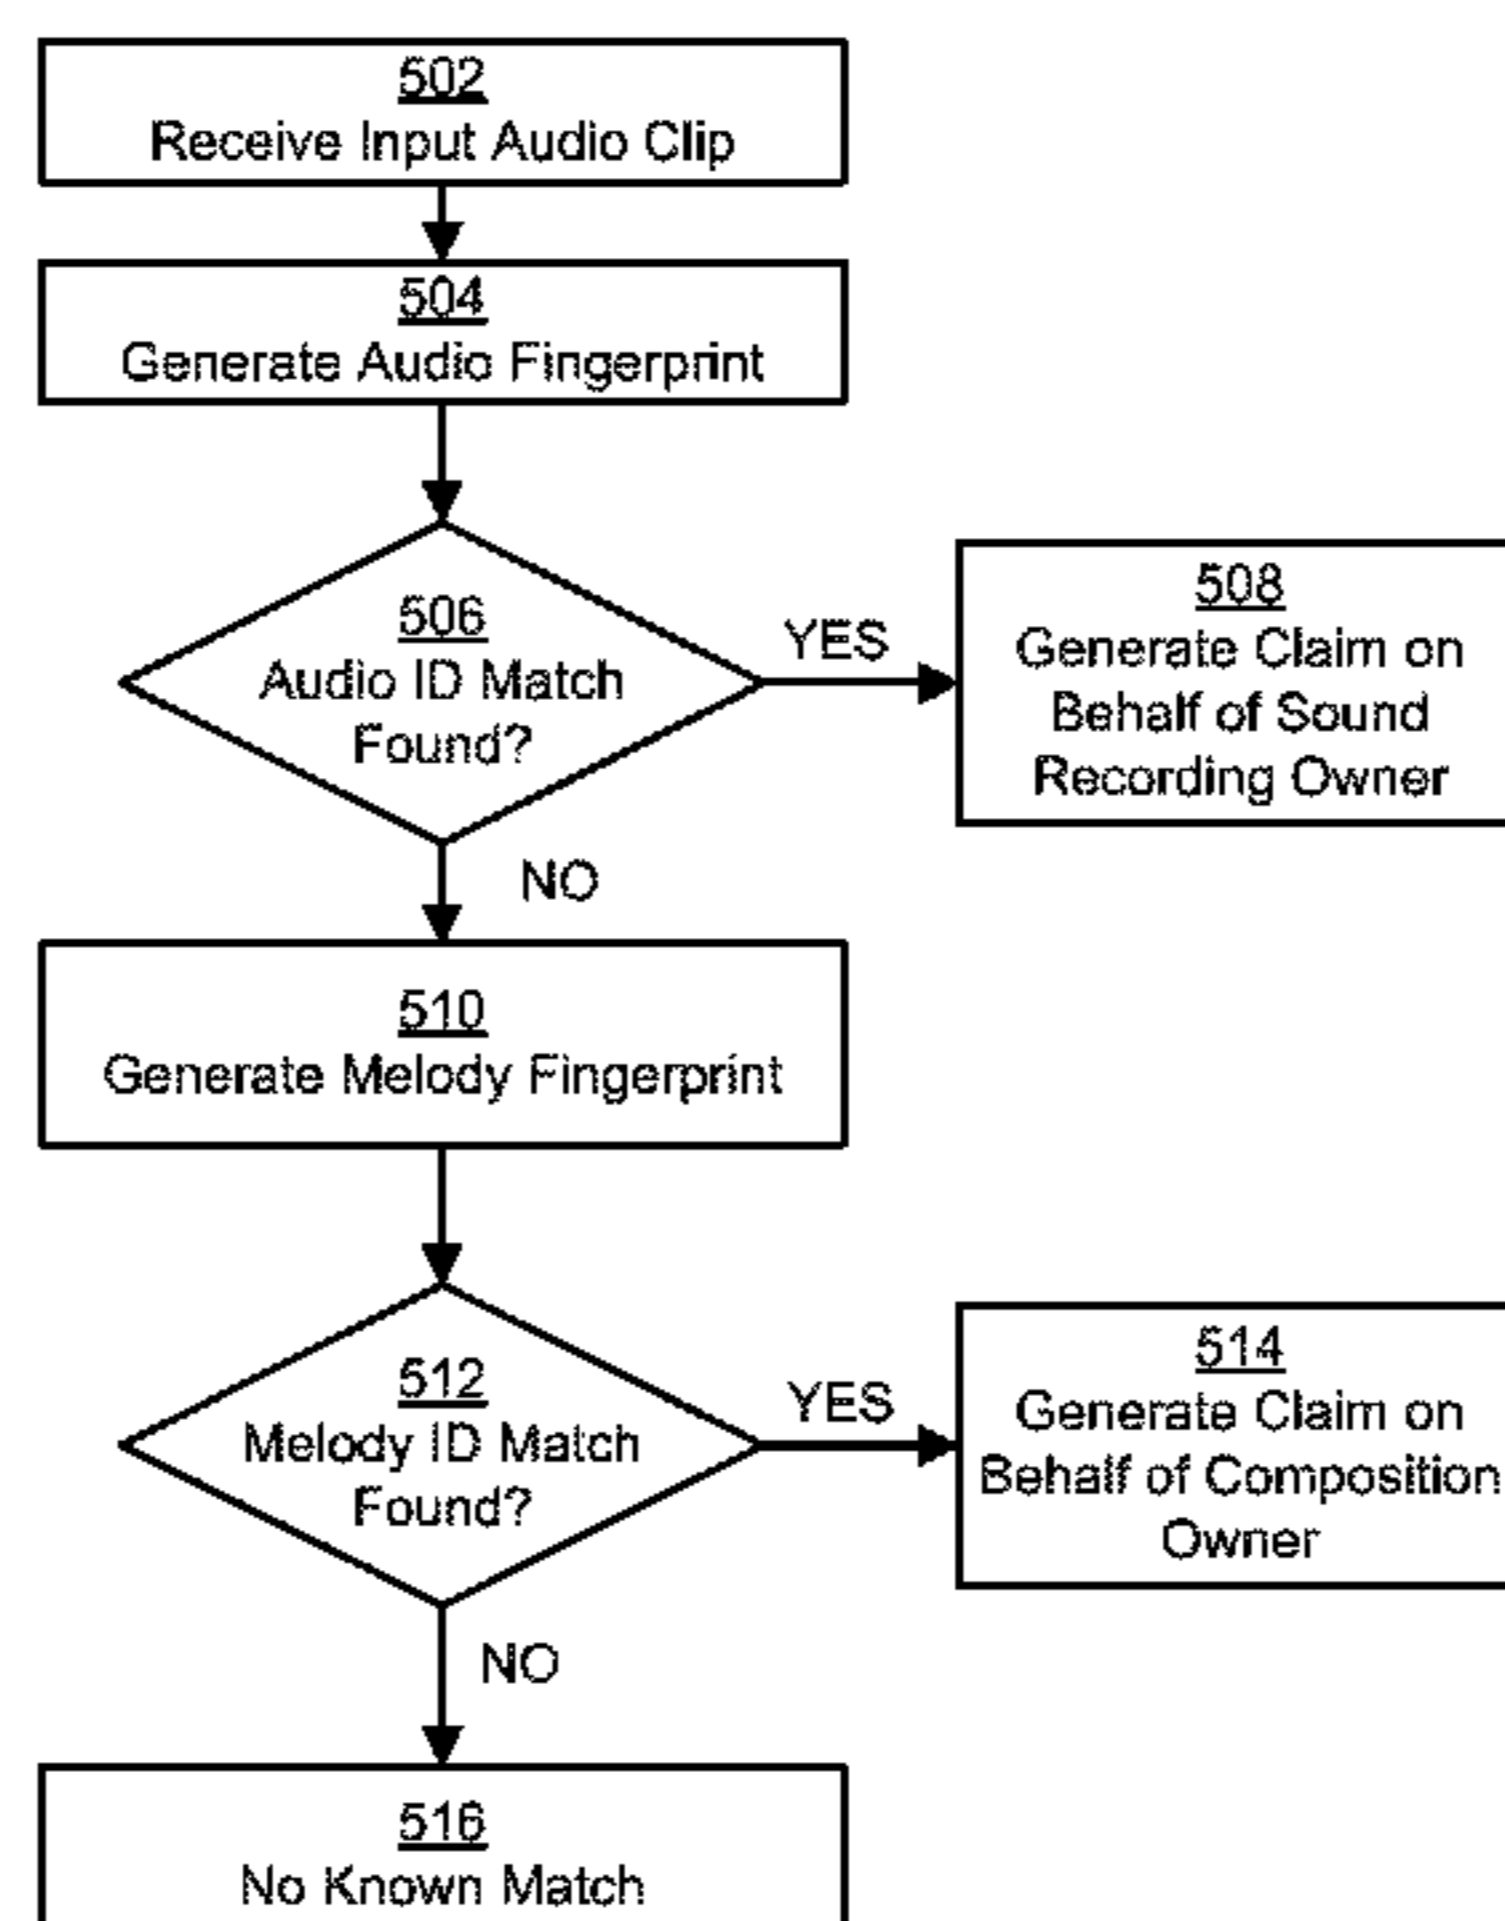 502
Receive Input Audio Clip
504
Generate Audio Fingerprint
506
Audio ID Match
Found?
YES
508
Generate Claim on
Behalf of Sound
Recording Owner
NO
510
Generate Melody Fingerprint
512
Melody ID Match
Found?
YES
514
Generate Claim on
Behalf of Composition
Owner
NO
516
No Known Match